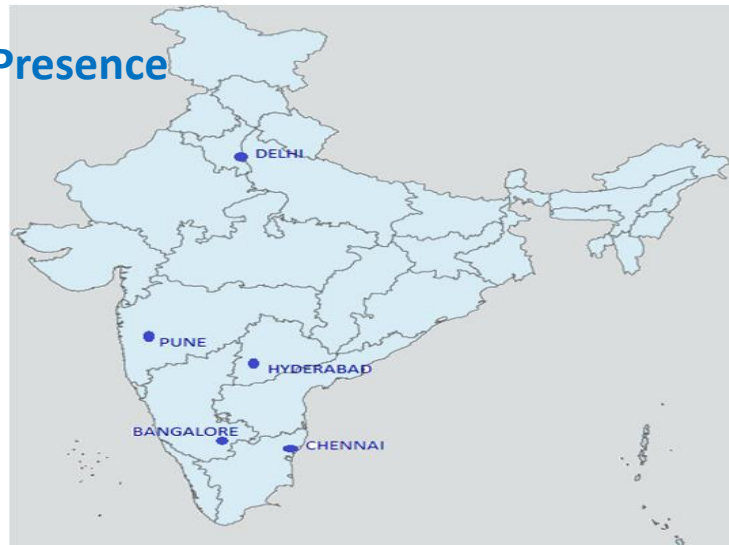 Presence
DELHI
PUNE
HYDERABAD
BANGALORE
CHENNAI